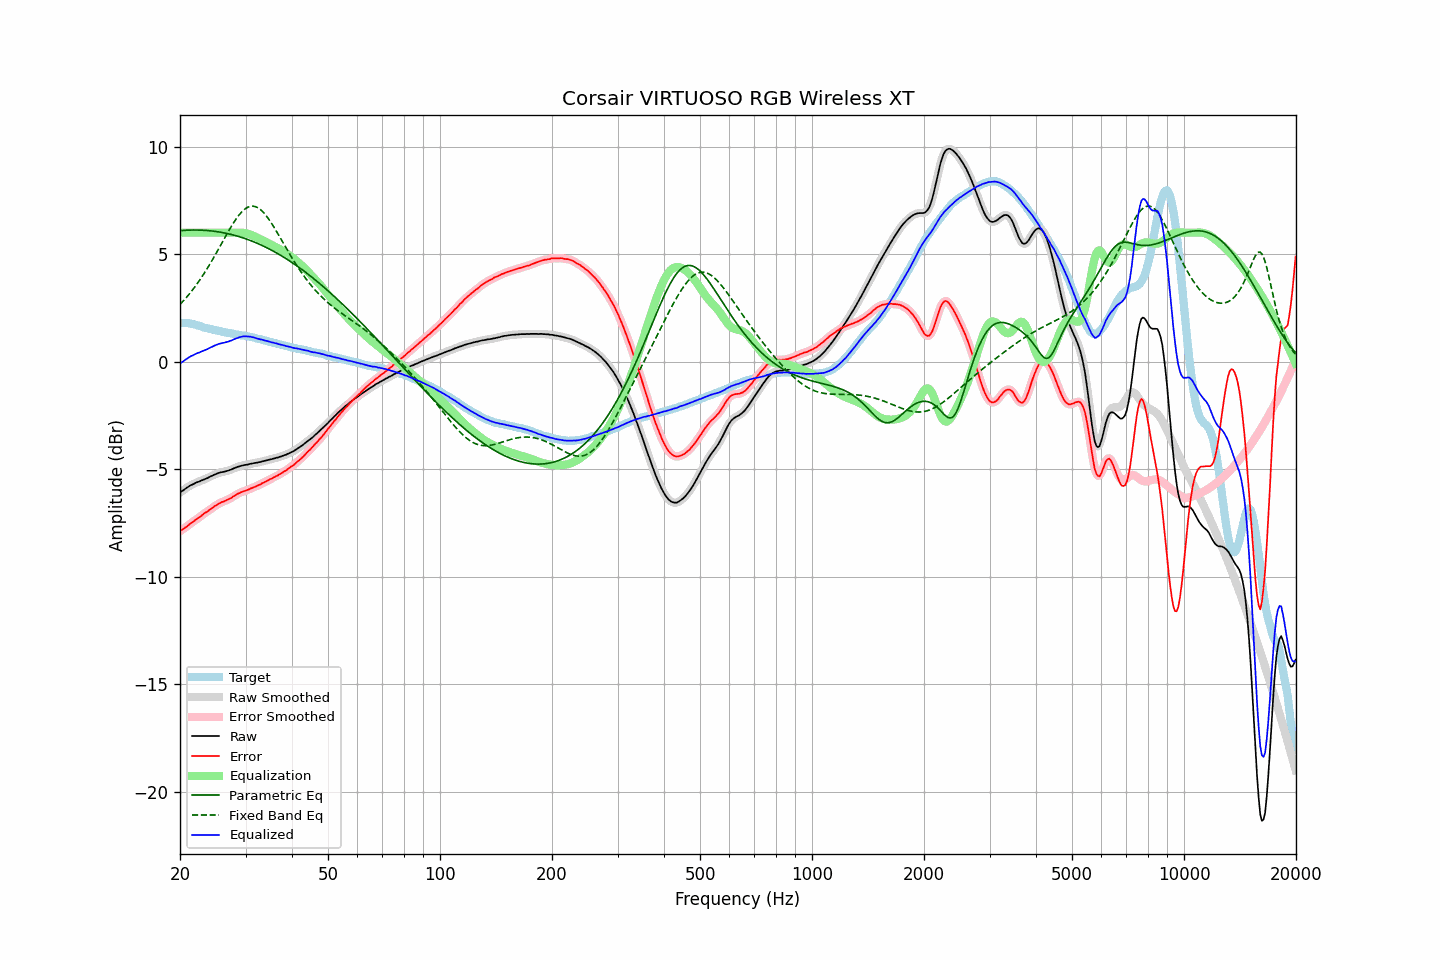 Corsair VIRTUOSO RGB Wireless XT
Amplitude (dBr)
10
5
0
−5
−10
−15
−20
Target
Raw Smoothed
Error Smoothed
Raw
Error
Equalization
Parametric Eq
Fixed Band Eq
Equalized
20 50 100 200 500 1000 2000 5000 10000 20000
Frequency (Hz)